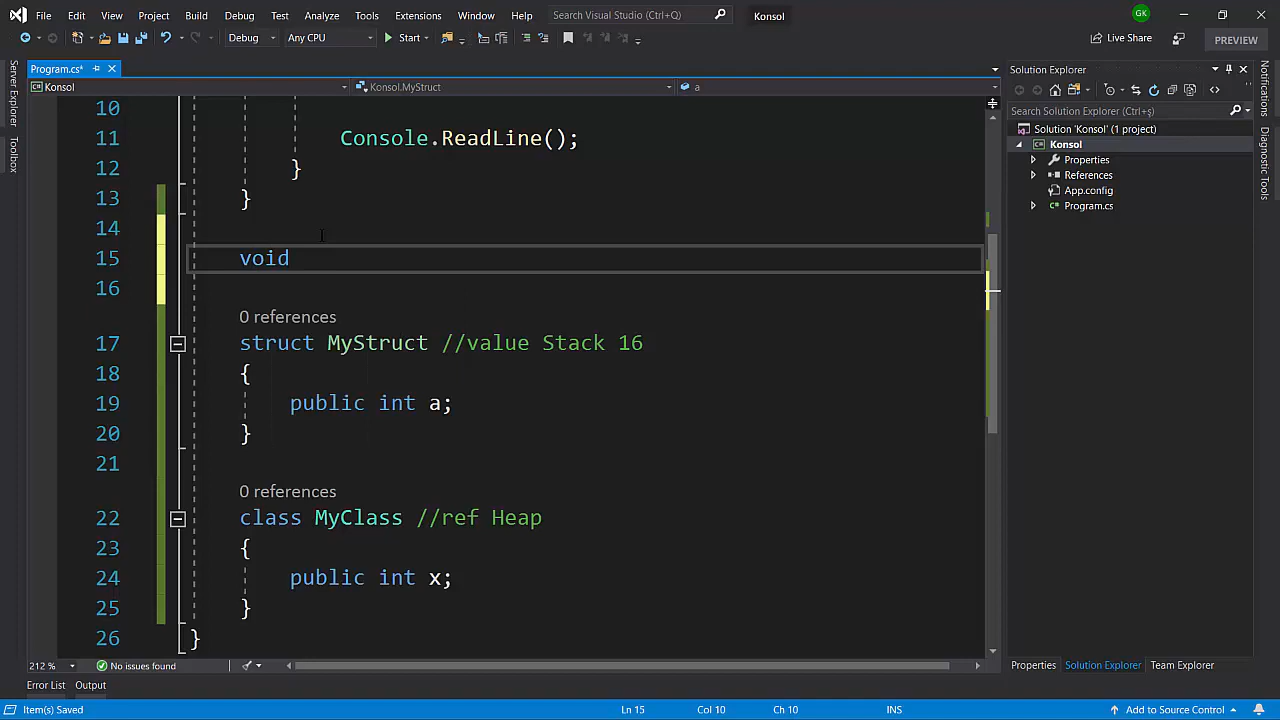 File Edit View Project Build Debug Test Analyze Tools Extensions Window Help Search Visual Studio (Ctrl+Q) Konsol GK
Debug Any CPU Start Live Share PREVIEW
Program.cs* Solution Explorer
Konsol Konsol.MyStruct a
Search Solution Explorer (Ctrl+ş)
Solution 'Konsol' (1 project)
Konsol
Properties
References
App.config
Program.cs
Server Explorer
Toolbox
Notifications
Diagnostic Tools
10
11 Console.ReadLine();
12 }
13 }
14
15 void
16
0 references
17 struct MyStruct //value Stack 16
18 {
19 public int a;
20 }
21
0 references
22 class MyClass //ref Heap
23 {
24 public int x;
25 }
26 }
212 % No issues found
Properties Solution Explorer Team Explorer
Error List Output
Item(s) Saved Ln 15 Col 10 Ch 10 INS Add to Source Control